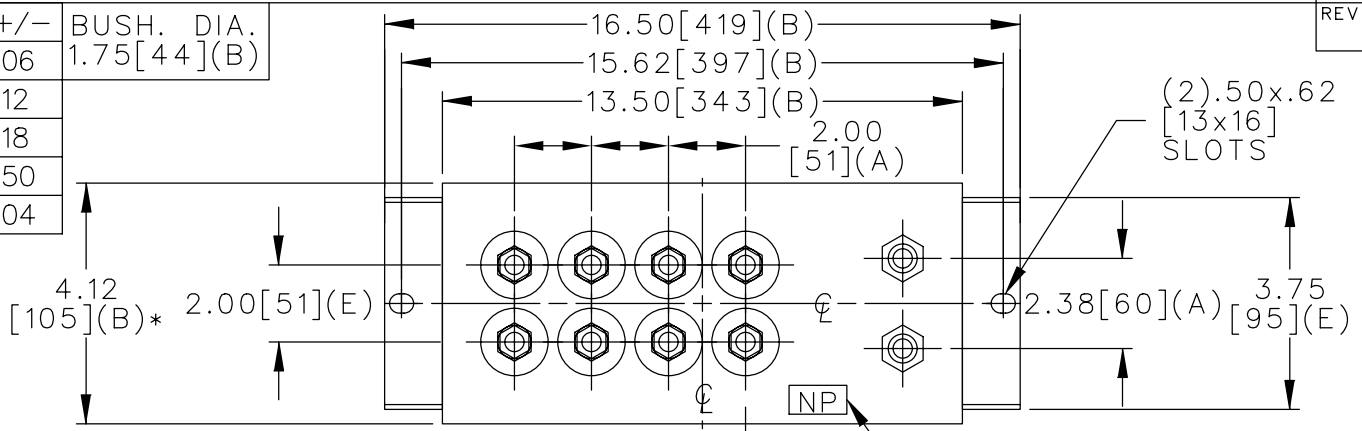 +/-
06
12
18
50
04
BUSH. DIA.
1.75[44](B)
16.50[419](B)
15.62[397](B)
13.50[343](B)
2.00
[51](A)
REV
(2).50x.62
[13x16]
SLOTS
4.12
[105](B)*
2.00[51](E)
2.38[60](A)
3.75
[95](E)
CL
CL
NP